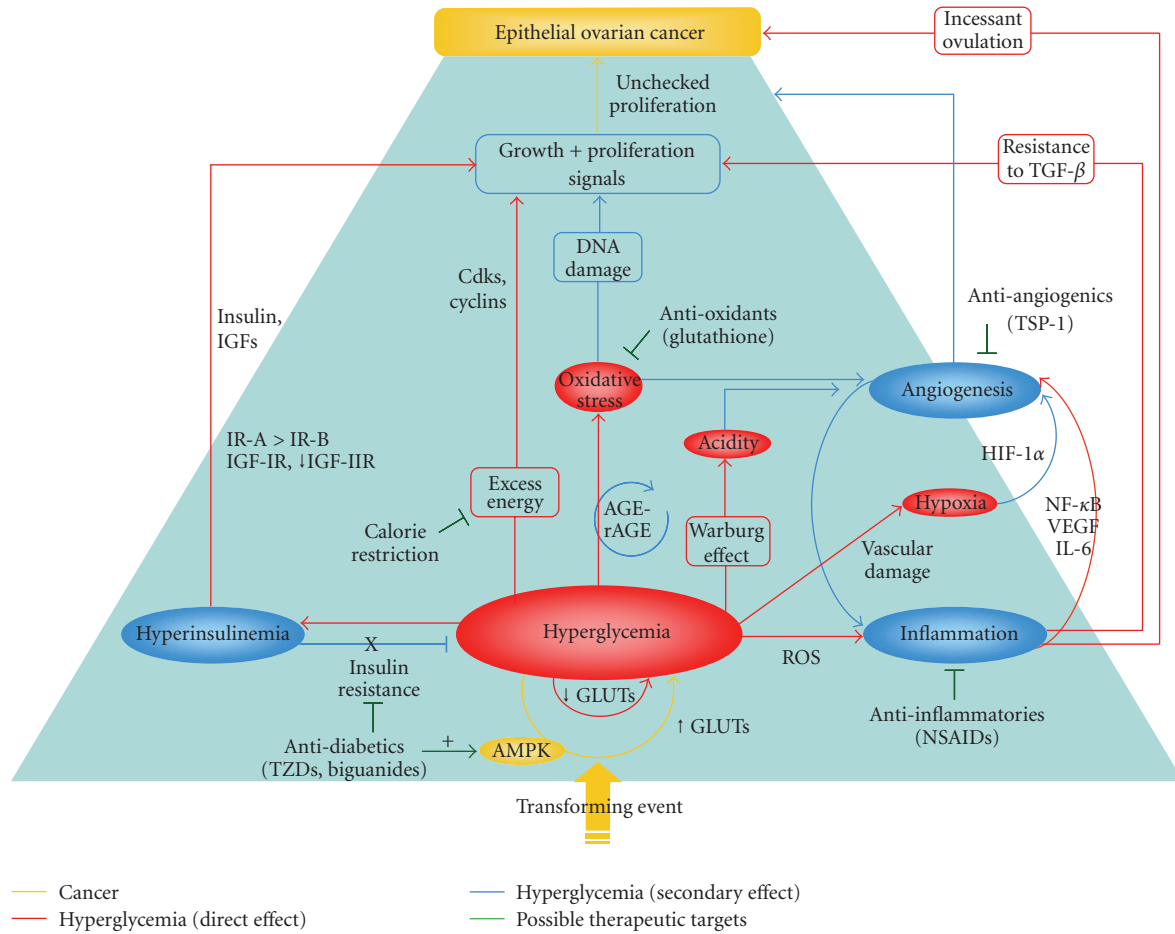 Epithelial ovarian cancer
Incessant
ovulation
Unchecked
proliferation
Growth + proliferation
signals
Resistance
to TGF-β
DNA
damage
Cdks,
cyclins
Insulin,
IGFs
Anti-oxidants
(glutathione)
Anti-angiogenics
(TSP-1)
Oxidative
stress
Angiogenesis
IR-A > IR-B
IGF-IR, ↓IGF-IIR
Acidity
HIF-1α
Excess
energy
AGE-
rAGE
Warburg
effect
Hypoxia
NF-κB
VEGF
IL-6
Calorie
restriction
Vascular
damage
Hyperinsulinemia
Hyperglycemia
Inflammation
X
Insulin
resistance
ROS
↓ GLUTs
↑ GLUTs
Anti-inflammatories
(NSAIDs)
Anti-diabetics
(TZDs, biguanides)
+
AMPK
Transforming event
Cancer
Hyperglycemia (direct effect)
Hyperglycemia (secondary effect)
Possible therapeutic targets